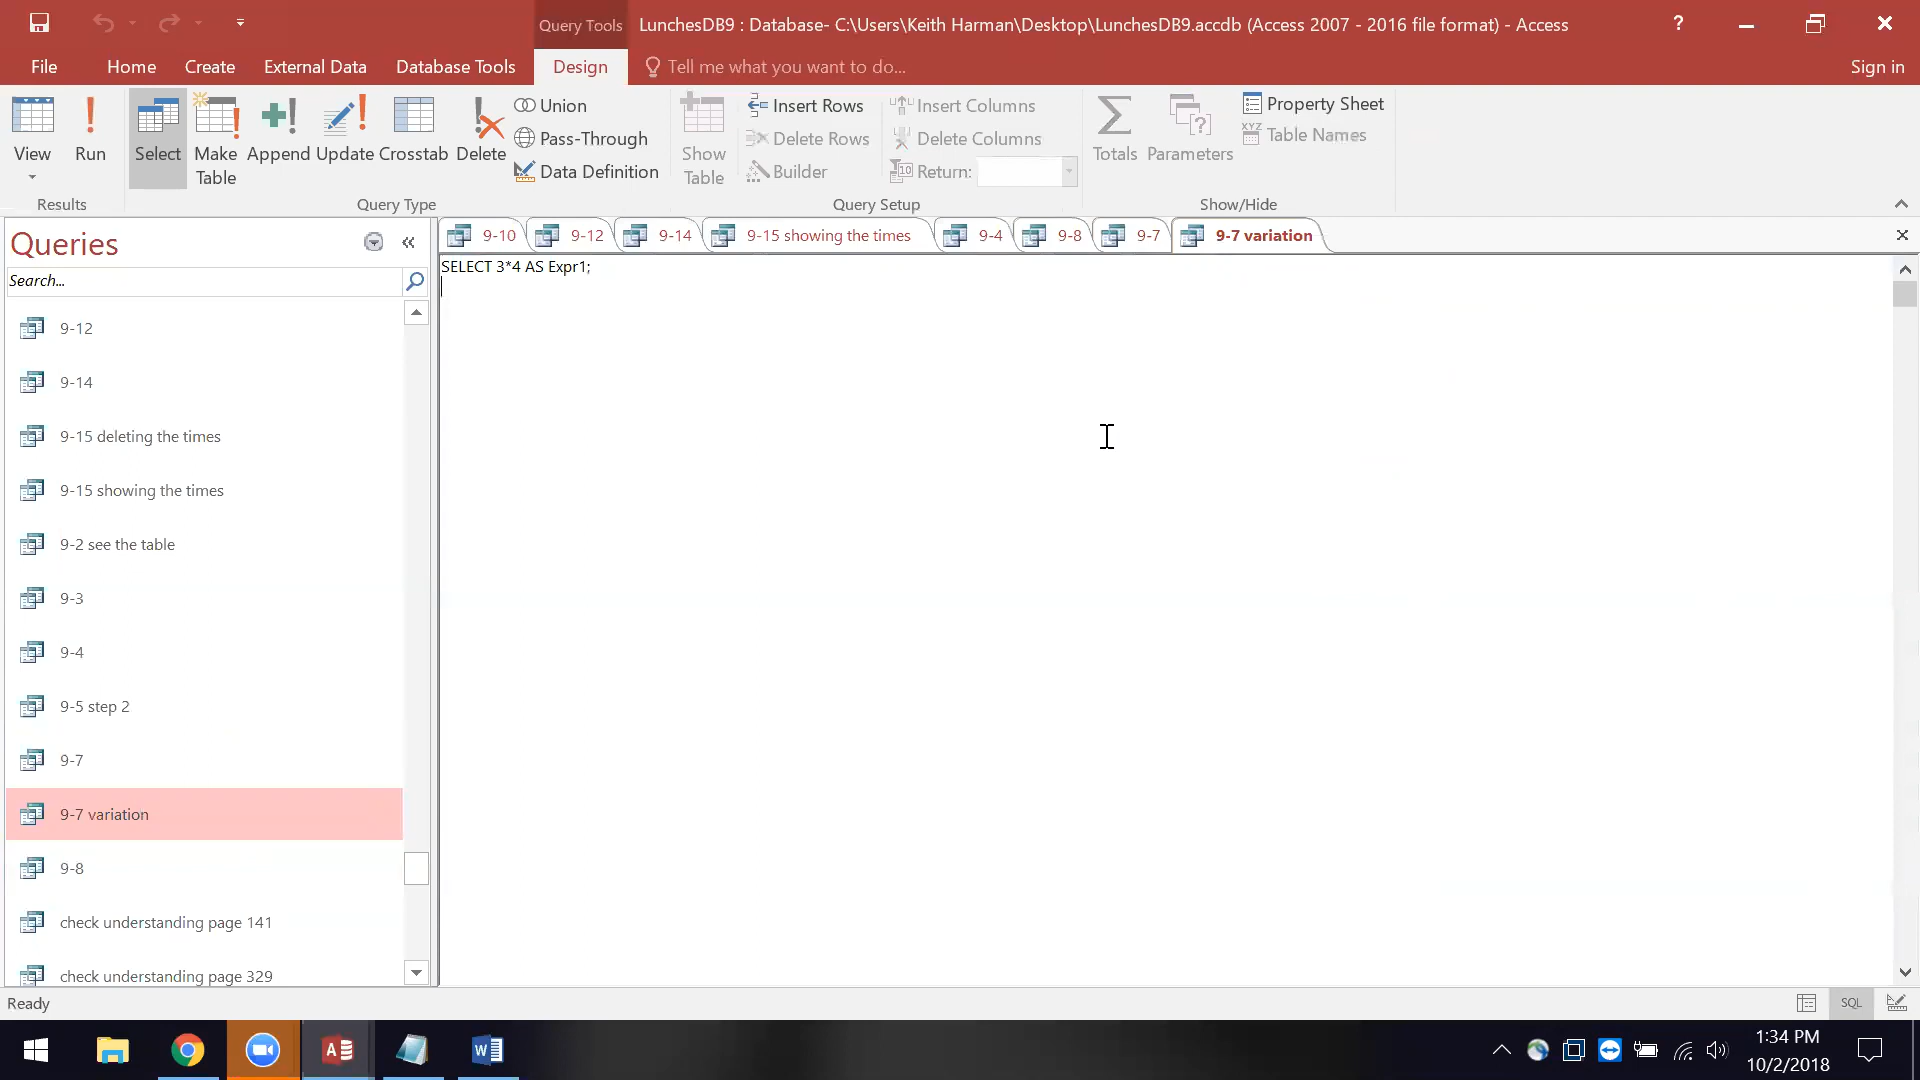 Query Tools
LunchesDB9 : Database- C:\Users\Keith Harman\Desktop\LunchesDB9.accdb (Access 2007 - 2016 file format) - Access
?
File
Home
Create
External Data
Database Tools
Design
Tell me what you want to do...
Sign in
View
Run
Select
Make Table
Append
Update
Crosstab
Delete
Union
Pass-Through
Data Definition
Show Table
Insert Rows
Delete Rows
Builder
Insert Columns
Delete Columns
Return:
Totals
Parameters
Property Sheet
XYZ Table Names
Results
Query Type
Query Setup
Show/Hide
Queries
Search...
9-10
9-12
9-14
9-15 showing the times
9-4
9-8
9-7
9-7 variation
SELECT 3*4 AS Expr1;
9-12
9-14
9-15 deleting the times
9-15 showing the times
9-2 see the table
9-3
9-4
9-5 step 2
9-7
9-7 variation
9-8
check understanding page 141
check understanding page 329
Ready
SQL
1:34 PM
10/2/2018